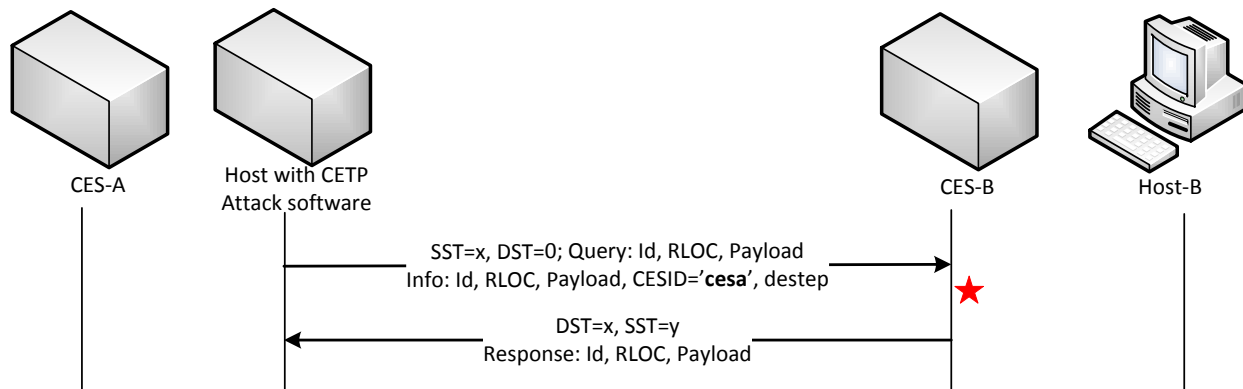 CES-A
Host with CETP
Attack software
CES-B
Host-B
SST=x, DST=0; Query: Id, RLOC, Payload
Info: Id, RLOC, Payload, CESID=’cesa’, destep
DST=x, SST=y
Response: Id, RLOC, Payload